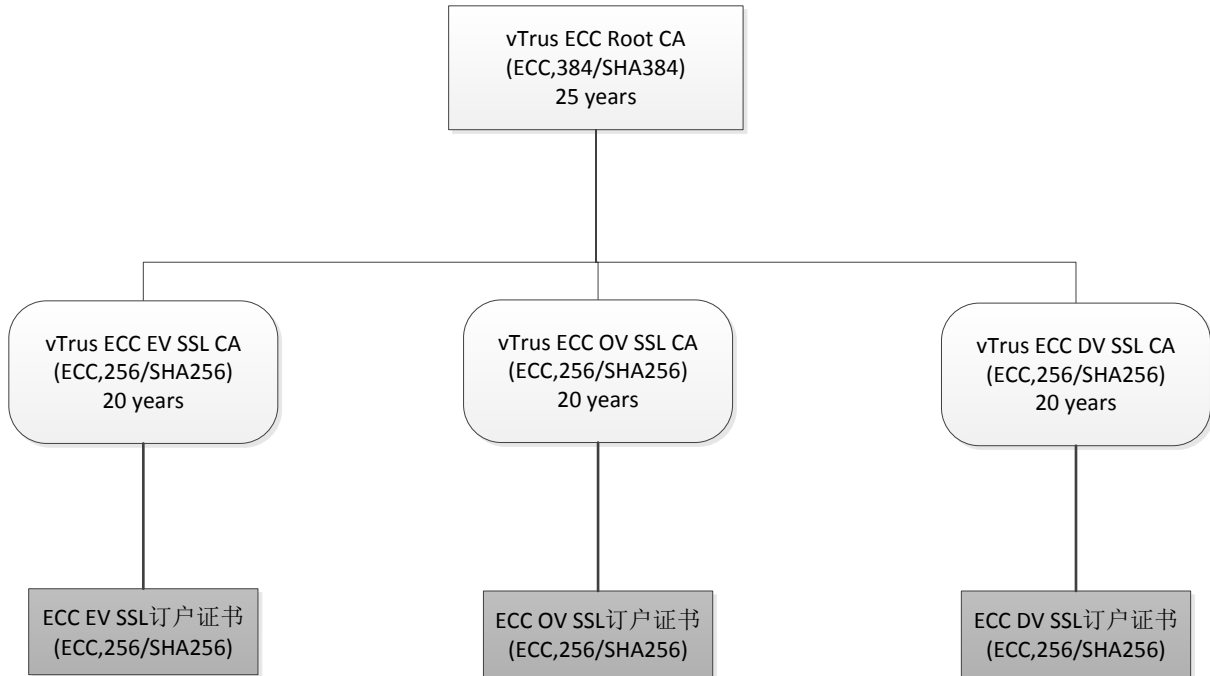 vTrus ECC Root CA
(ECC,384/SHA384)
25 years
vTrus ECC EV SSL CA
(ECC,256/SHA256)
20 years
vTrus ECC OV SSL CA
(ECC,256/SHA256)
20 years
vTrus ECC DV SSL CA
(ECC,256/SHA256)
20 years
ECC EV SSL订户证书
(ECC,256/SHA256)
ECC OV SSL订户证书
(ECC,256/SHA256)
ECC DV SSL订户证书
(ECC,256/SHA256)